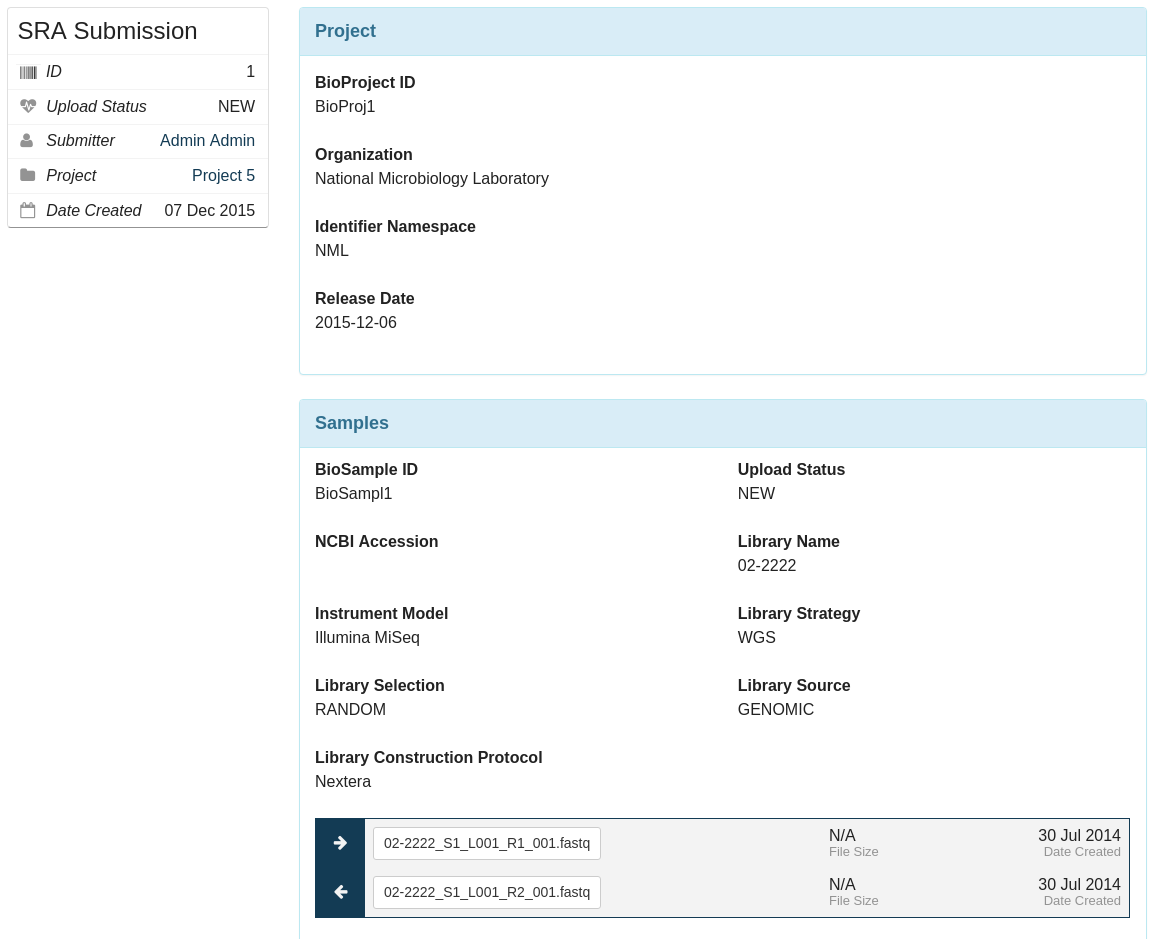 SRA Submission
ID 1
Upload Status NEW
Submitter Admin Admin
Project Project 5
Date Created 07 Dec 2015
Project
BioProject ID
BioProj1
Organization
National Microbiology Laboratory
Identifier Namespace
NML
Release Date
2015-12-06
Samples
BioSample ID Upload Status
BioSampl1 NEW
NCBI Accession Library Name
02-2222
Instrument Model Library Strategy
Illumina MiSeq WGS
Library Selection Library Source
RANDOM GENOMIC
Library Construction Protocol
Nextera
02-2222_S1_L001_R1_001.fastq N/A 30 Jul 2014
File Size Date Created
02-2222_S1_L001_R2_001.fastq N/A 30 Jul 2014
File Size Date Created